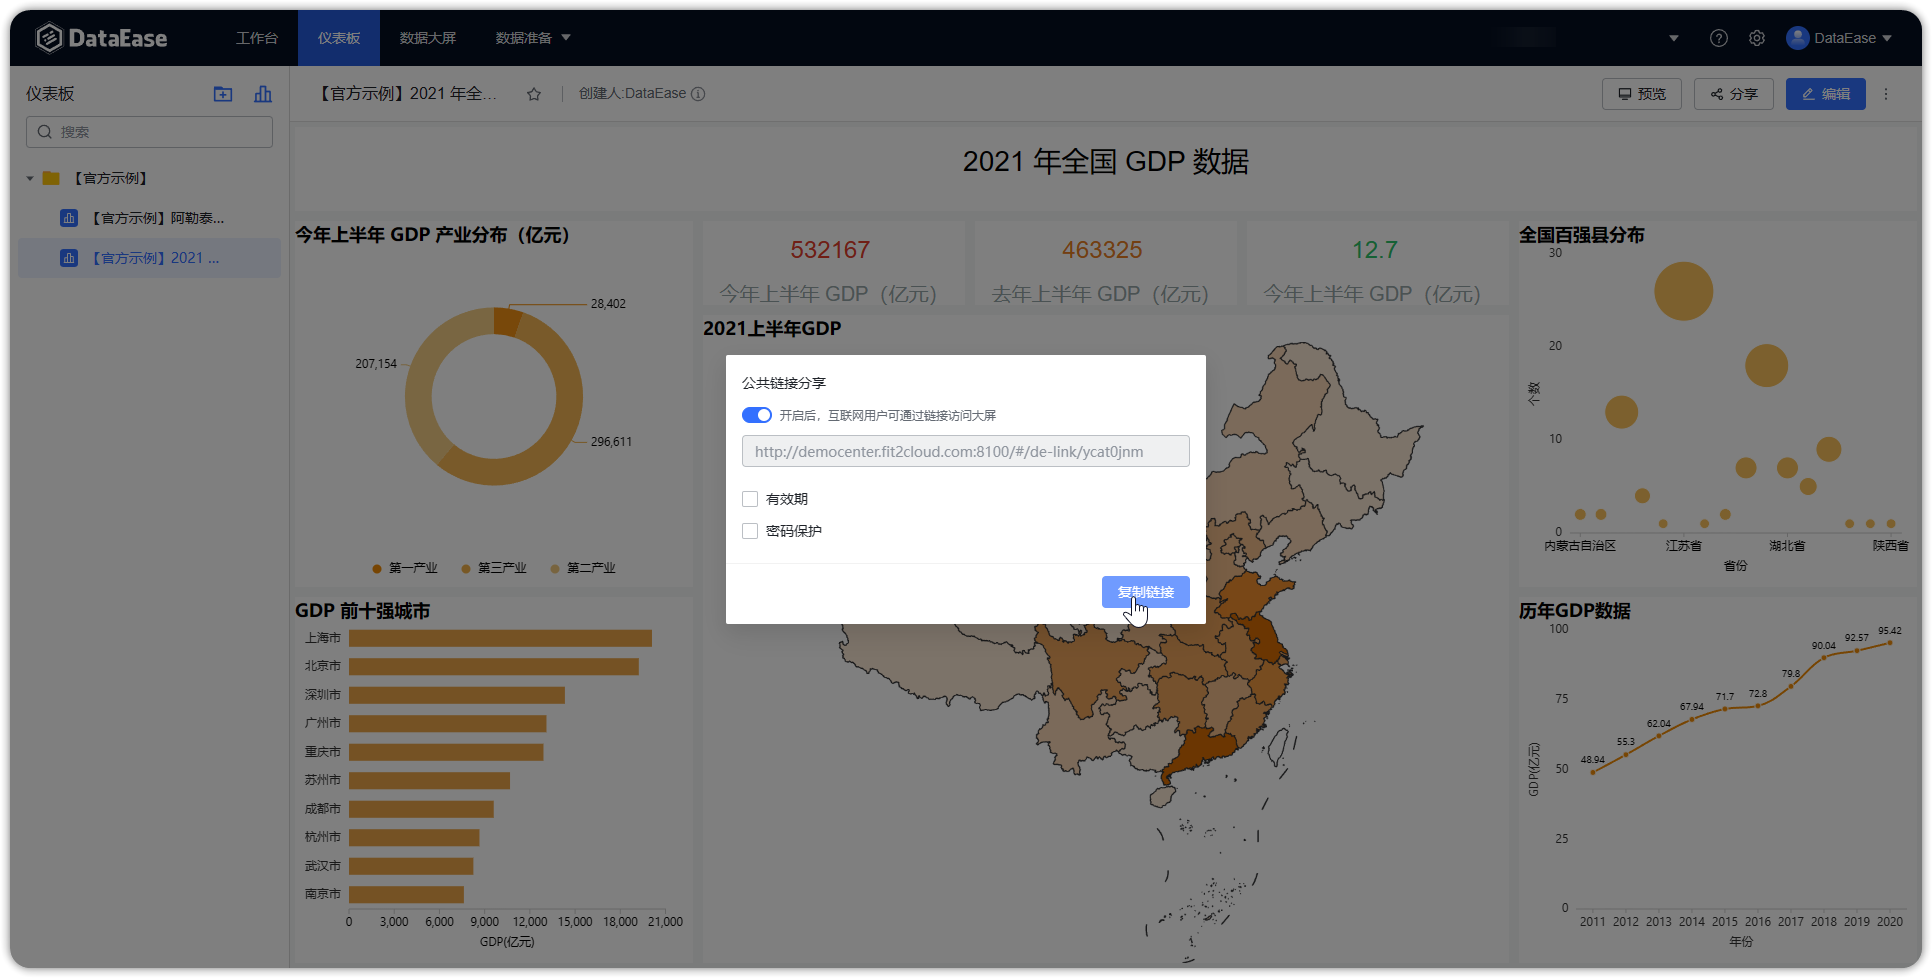 DataEase
工作台
仪表板
数据大屏
数据准备
DataEase
仪表板
搜索
【官方示例】
【官方示例】阿勒泰...
【官方示例】2021 ...
【官方示例】2021 年全...
创建人:DataEase
预览
分享
编辑
2021 年全国 GDP 数据
今年上半年 GDP 产业分布（亿元）
28,402
207,154
296,611
第一产业
第三产业
第二产业
532167
今年上半年 GDP（亿元）
463325
去年上半年 GDP（亿元）
12.7
今年上半年 GDP（亿元）
2021上半年GDP
公共链接分享
开启后，互联网用户可通过链接访问大屏
http://democenter.fit2cloud.com:8100/#/de-link/ycat0jnm
有效期
密码保护
复制链接
全国百强县分布
30
20
10
0
个数
内蒙古自治区
江苏省
湖北省
陕西省
省份
GDP 前十强城市
上海市
北京市
深圳市
广州市
重庆市
苏州市
成都市
杭州市
武汉市
南京市
0
3,000
6,000
9,000
12,000
15,000
18,000
21,000
GDP(亿元)
历年GDP数据
100
75
50
25
0
GDP(亿元)
48.94
55.3
62.04
67.94
71.7
72.8
79.8
90.04
92.57
95.42
2011
2012
2013
2014
2015
2016
2017
2018
2019
2020
年份